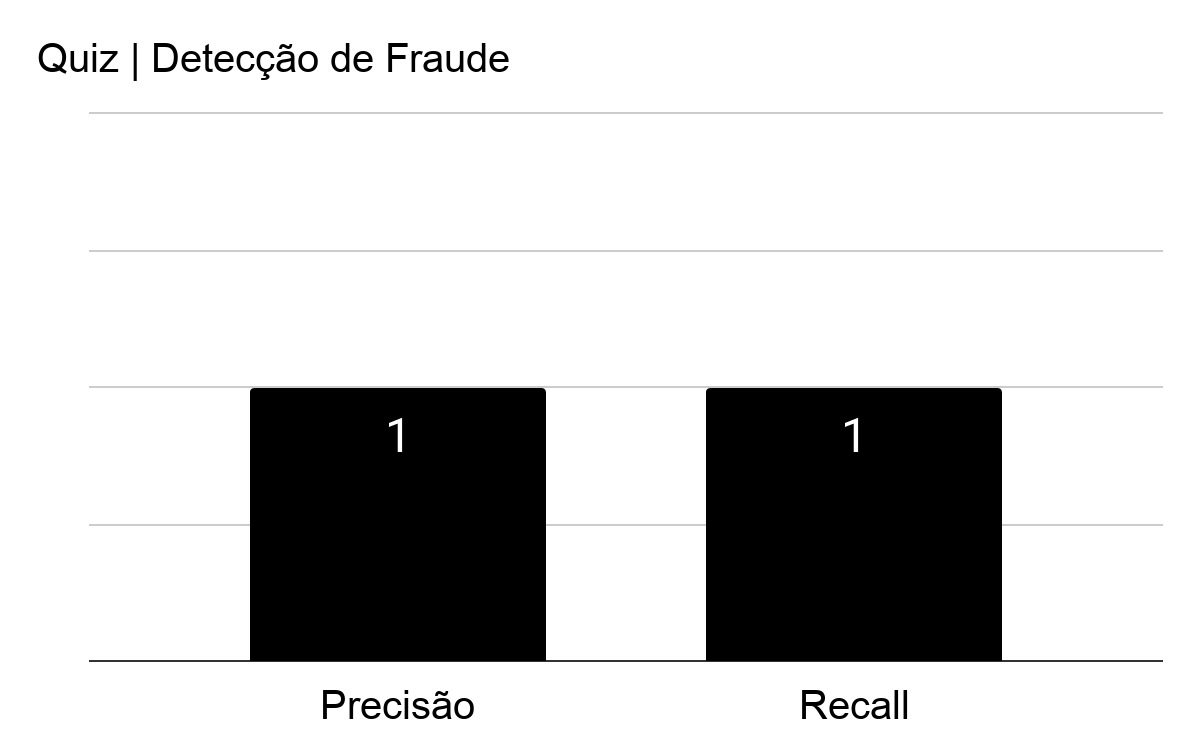 Quiz | Detecção de Fraude
1
1
Precisão
Recall